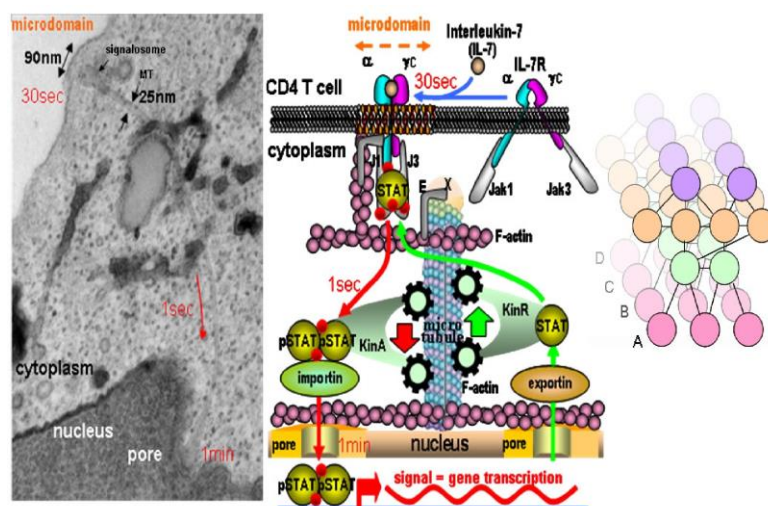 microdomain
signalosome
90nm
MT
30sec
25nm
1sec
cytoplasm
nucleus
pore
1min
microdomain
Interleukin-7
(IL-7)
α
γc
IL-7R
α
γc
CD4 T cell
30sec
cytoplasm
J1
J3
STAT
E
X
Jak1
Jak3
F-actin
1sec
pSTAT
pSTAT
KinA
micro
tubule
KinR
STAT
importin
F-actin
exportin
1min
pore
nucleus
pore
pSTAT
pSTAT
signal = gene transcription
D
C
B
A